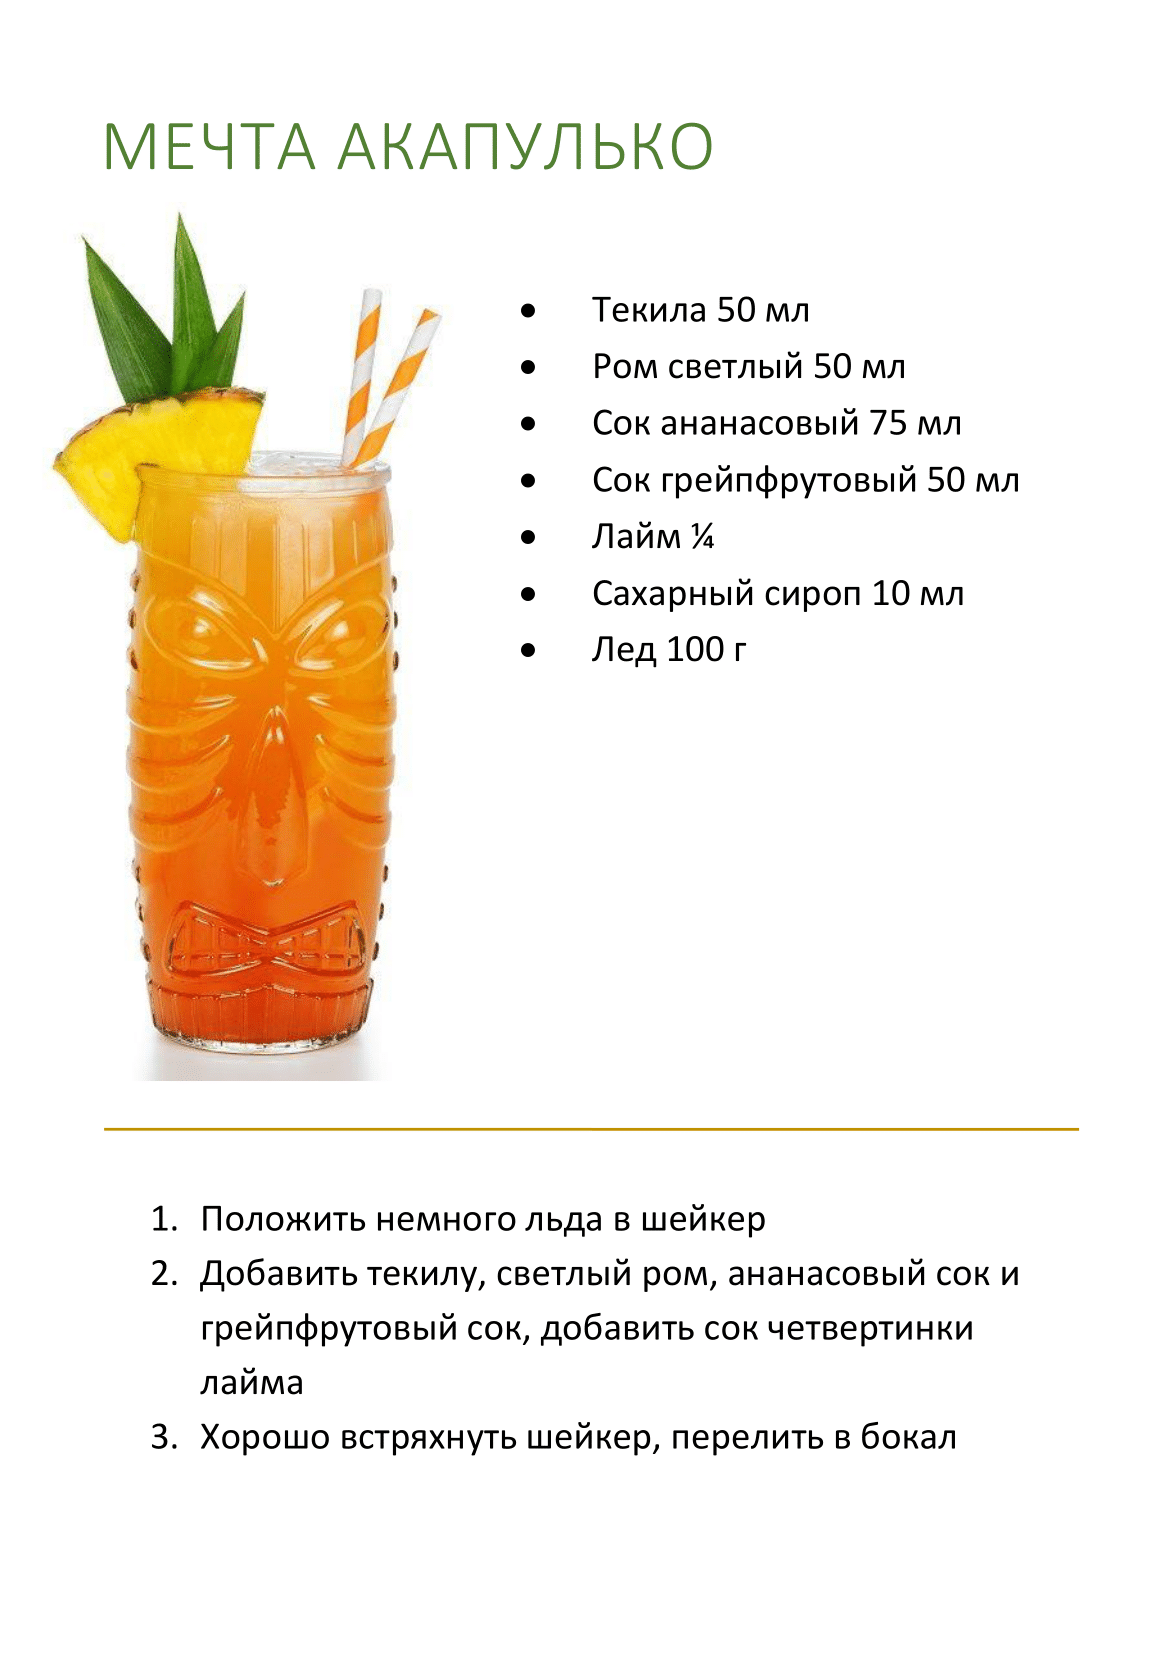 МЕЧТА АКАПУЛЬКО
• Текила 50 мл
• Ром светлый 50 мл
• Сок ананасовый 75 мл
• Сок грейпфрутовый 50 мл
• Лайм ¼
• Сахарный сироп 10 мл
• Лед 100 г
1. Положить немного льда в шейкер
2. Добавить текилу, светлый ром, ананасовый сок и
грейпфрутовый сок, добавить сок четвертинки
лайма
3. Хорошо встряхнуть шейкер, перелить в бокал